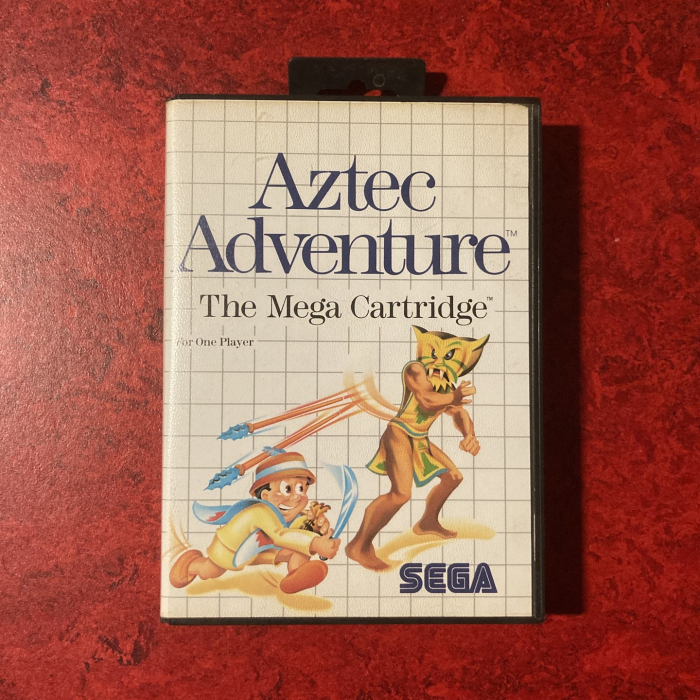 Aztec
Adventure™
The Mega Cartridge™
For One Player
SEGA